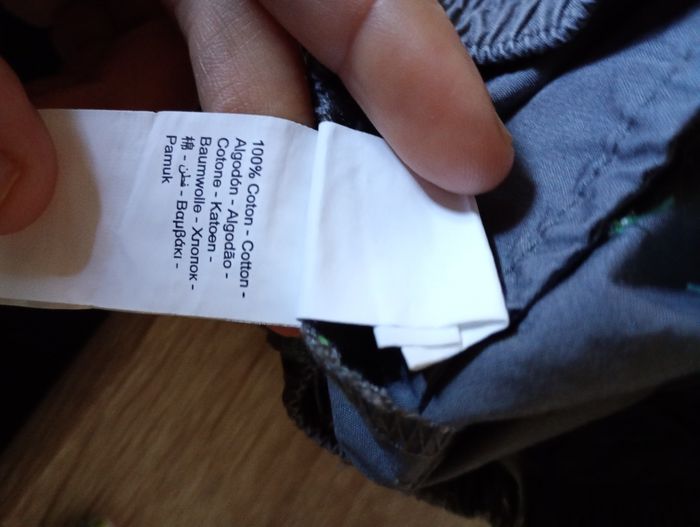 100% Coton - Cotton -
Algodón - Algodão -
Cotone - Katoen -
Baumwolle - Хлопок -
棉 - قطن - Βαμβάκι -
Pamuk